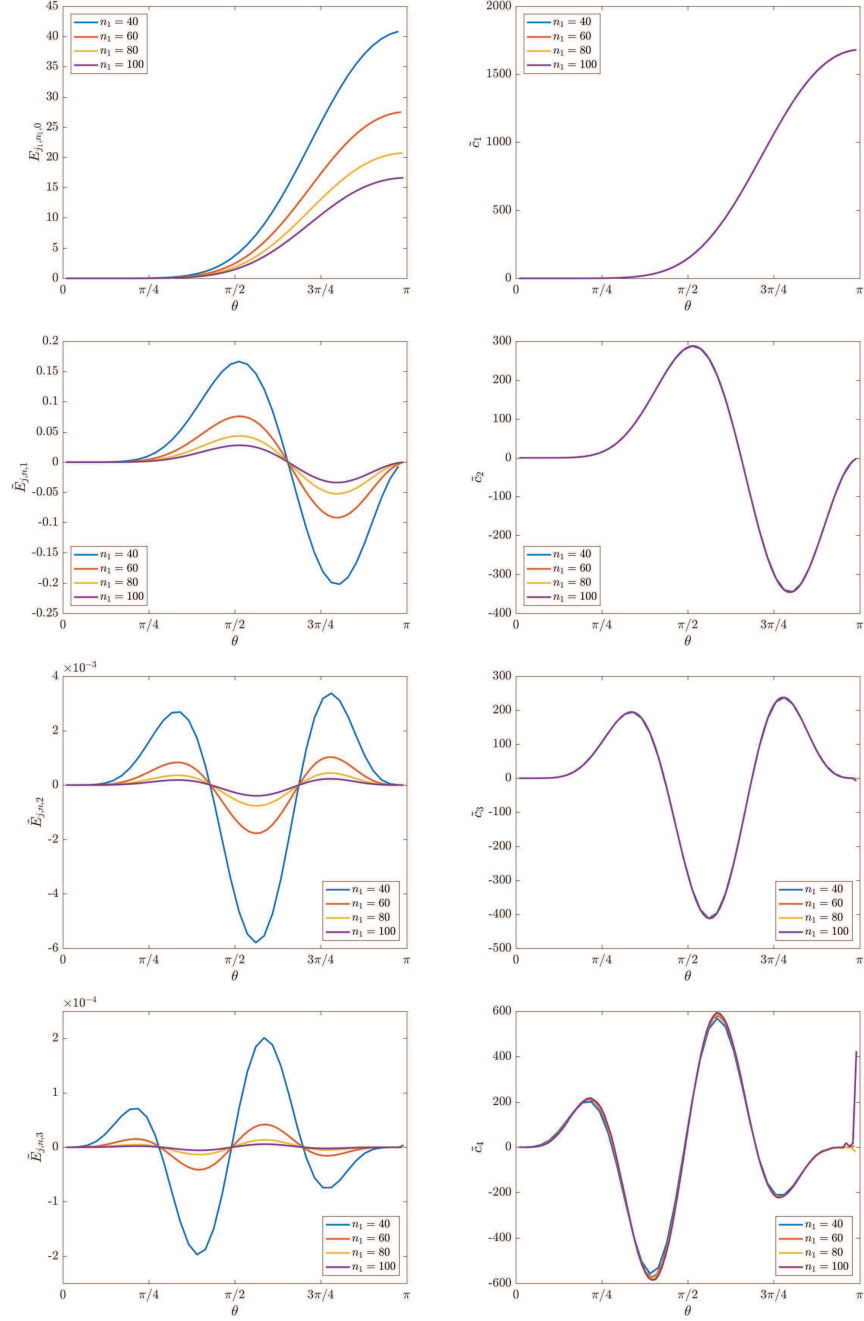 45
40
35
30
25
20
15
10
5
0
E_{j_1,n_1,0}
n_1 = 40
n_1 = 60
n_1 = 80
n_1 = 100
0 π/4 π/2 3π/4 π
θ
2000
1500
1000
500
0
c̃_1
n_1 = 40
n_1 = 60
n_1 = 80
n_1 = 100
0 π/4 π/2 3π/4 π
θ
0.2
0.15
0.1
0.05
0
-0.05
-0.1
-0.15
-0.2
-0.25
Ẽ_{j,n,1}
n_1 = 40
n_1 = 60
n_1 = 80
n_1 = 100
0 π/4 π/2 3π/4 π
θ
300
200
100
0
-100
-200
-300
-400
c̃_2
n_1 = 40
n_1 = 60
n_1 = 80
n_1 = 100
0 π/4 π/2 3π/4 π
θ
×10^{-3}
4
2
0
-2
-4
-6
Ẽ_{j,n,2}
n_1 = 40
n_1 = 60
n_1 = 80
n_1 = 100
0 π/4 π/2 3π/4 π
θ
300
200
100
0
-100
-200
-300
-400
-500
c̃_3
n_1 = 40
n_1 = 60
n_1 = 80
n_1 = 100
0 π/4 π/2 3π/4 π
θ
×10^{-4}
2
1
0
-1
-2
Ẽ_{j,n,3}
n_1 = 40
n_1 = 60
n_1 = 80
n_1 = 100
0 π/4 π/2 3π/4 π
θ
600
400
200
0
-200
-400
-600
c̃_4
n_1 = 40
n_1 = 60
n_1 = 80
n_1 = 100
0 π/4 π/2 3π/4 π
θ